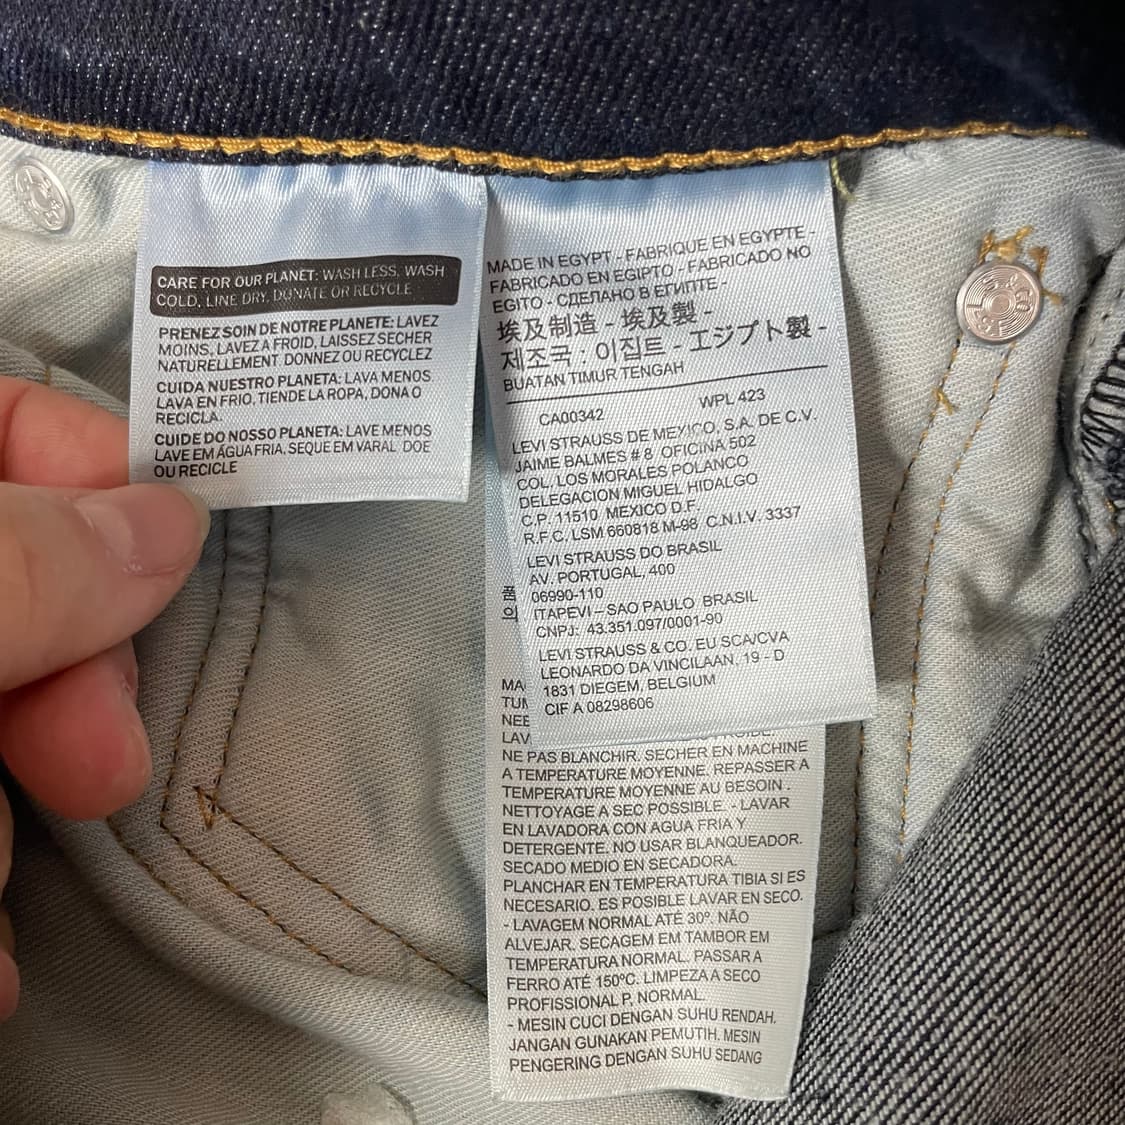 CARE FOR OUR PLANET: WASH LESS, WASH
COLD, LINE DRY, DONATE OR RECYCLE
PRENEZ SOIN DE NOTRE PLANETE: LAVEZ
MOINS, LAVEZ A FROID, LAISSEZ SECHER
NATURELLEMENT. DONNEZ OU RECYCLEZ
CUIDA NUESTRO PLANETA: LAVA MENOS
LAVA EN FRIO, TIENDE LA ROPA, DONA O
RECICLA.
CUIDE DO NOSSO PLANETA: LAVE MENOS
LAVE EM ÁGUA FRIA, SEQUE EM VARAL DOE
OU RECICLE
MADE IN EGYPT - FABRIQUE EN EGYPTE -
FABRICADO EN EGIPTO - FABRICADO NO
EGITO - СДЕЛАНО В ЕГИПТЕ -
埃及制造 - 埃及製 -
제조국 : 이집트 - エジプト製 -
BUATAN TIMUR TENGAH
CA00342 WPL 423
LEVI STRAUSS DE MEXICO, S.A. DE C.V.
JAIME BALMES # 8 OFICINA 502
COL. LOS MORALES POLANCO
DELEGACION MIGUEL HIDALGO
C.P. 11510 MEXICO D.F.
R.F.C. LSM 660818 M-98 C.N.I.V. 3337
LEVI STRAUSS DO BRASIL
AV. PORTUGAL, 400
06990-110
ITAPEVI – SAO PAULO BRASIL
CNPJ: 43.351.097/0001-90
LEVI STRAUSS & CO. EU SCA/CVA
LEONARDO DA VINCILAAN, 19 - D
1831 DIEGEM, BELGIUM
CIF A 08298606
품
의
MA
TUM
NEE
LAV
NE PAS BLANCHIR. SECHER EN MACHINE
A TEMPERATURE MOYENNE. REPASSER A
TEMPERATURE MOYENNE AU BESOIN .
NETTOYAGE A SEC POSSIBLE. - LAVAR
EN LAVADORA CON AGUA FRIA Y
DETERGENTE. NO USAR BLANQUEADOR.
SECADO MEDIO EN SECADORA.
PLANCHAR EN TEMPERATURA TIBIA SI ES
NECESARIO. ES POSIBLE LAVAR EN SECO.
- LAVAGEM NORMAL ATÉ 30º. NÃO
ALVEJAR. SECAGEM EM TAMBOR EM
TEMPERATURA NORMAL. PASSAR A
FERRO ATÉ 150ºC. LIMPEZA A SECO
PROFISSIONAL P, NORMAL.
- MESIN CUCI DENGAN SUHU RENDAH.
JANGAN GUNAKAN PEMUTIH. MESIN
PENGERING DENGAN SUHU SEDANG